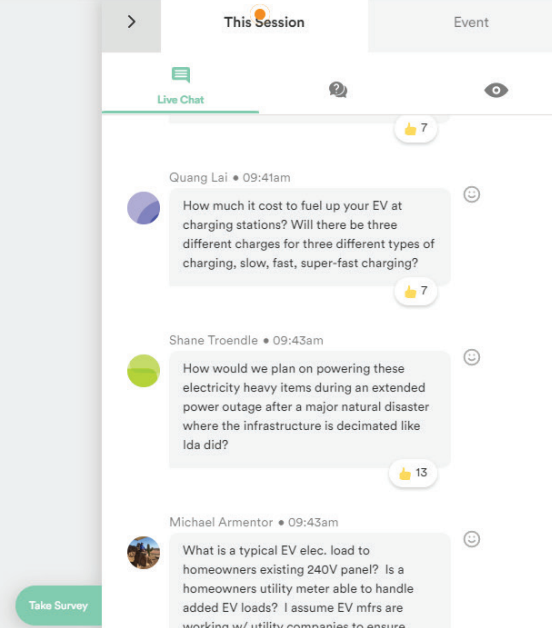 This Session
Event
Live Chat
7
Quang Lai • 09:41am
How much it cost to fuel up your EV at
charging stations? Will there be three
different charges for three different types of
charging, slow, fast, super-fast charging?
7
Shane Troendle • 09:43am
How would we plan on powering these
electricity heavy items during an extended
power outage after a major natural disaster
where the infrastructure is decimated like
Ida did?
13
Michael Armentor • 09:43am
What is a typical EV elec. load to
homeowners existing 240V panel? Is a
homeowners utility meter able to handle
added EV loads? I assume EV mfrs are
working w/ utility companies to ensure
Take Survey